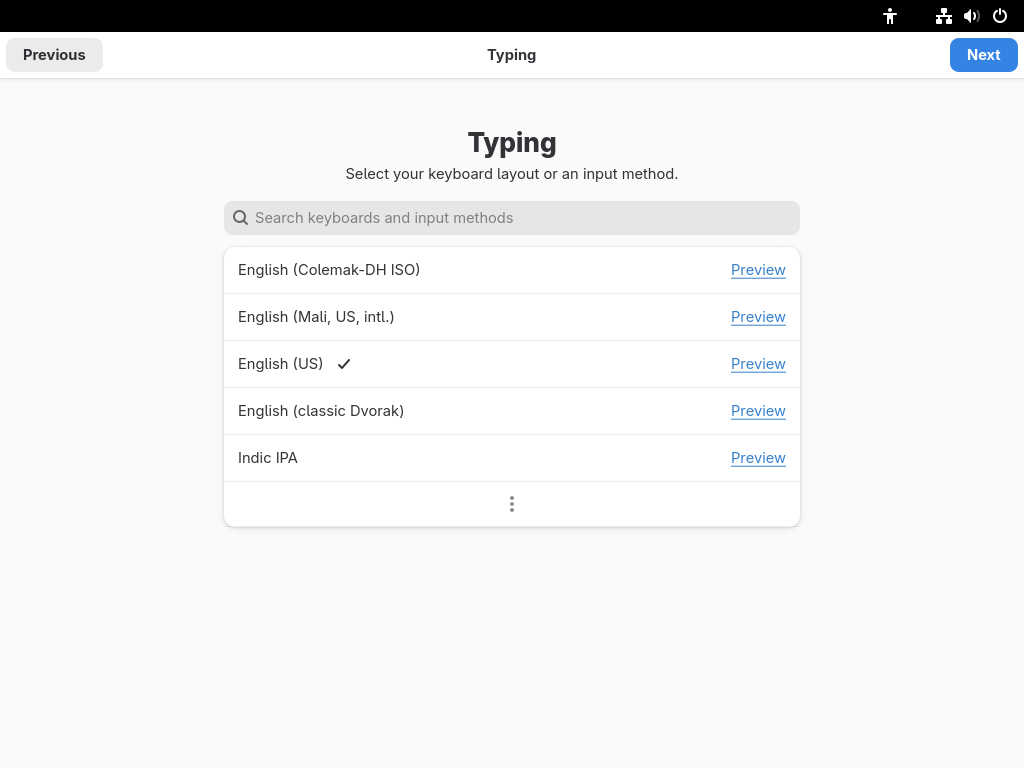 Previous
Typing
Next
Typing
Select your keyboard layout or an input method.
Search keyboards and input methods
English (Colemak-DH ISO) Preview
English (Mali, US, intl.) Preview
English (US) Preview
English (classic Dvorak) Preview
Indic IPA Preview